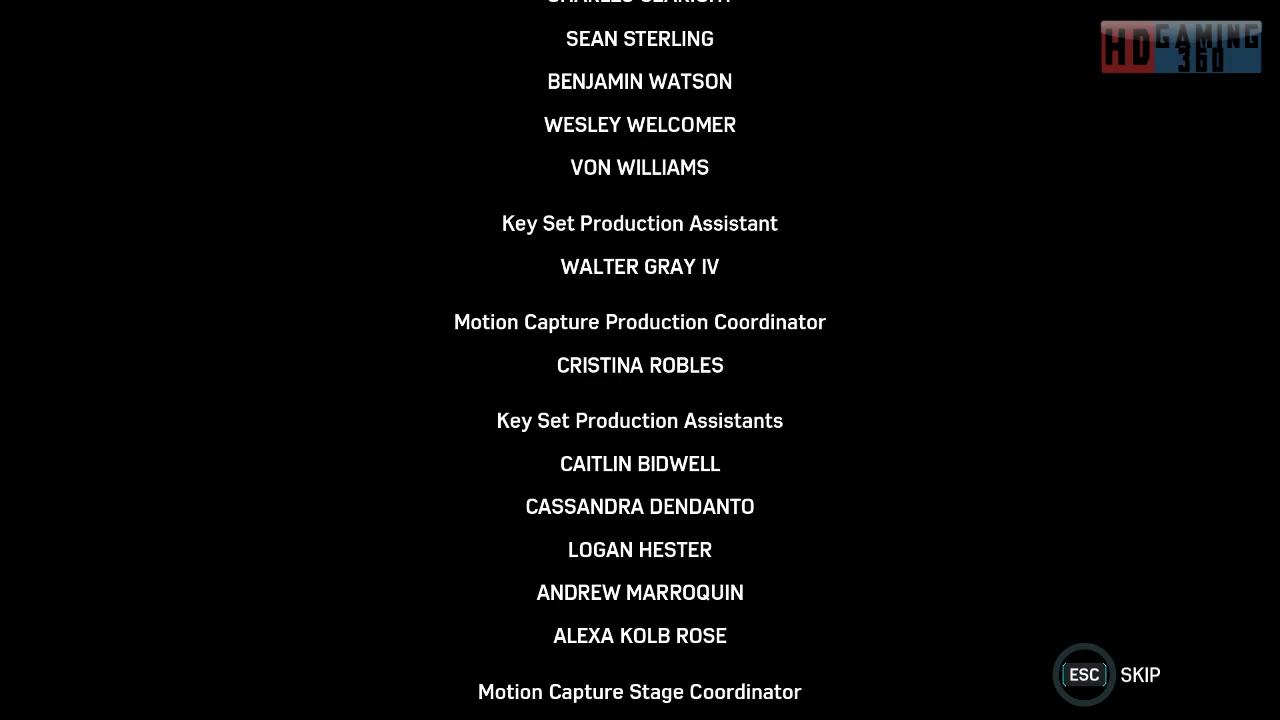 SEAN STERLING
BENJAMIN WATSON
WESLEY WELCOMER
VON WILLIAMS
Key Set Production Assistant
WALTER GRAY IV
Motion Capture Production Coordinator
CRISTINA ROBLES
Key Set Production Assistants
CAITLIN BIDWELL
CASSANDRA DENDANTO
LOGAN HESTER
ANDREW MARROQUIN
ALEXA KOLB ROSE
Motion Capture Stage Coordinator
HD GAMING
360
ESC SKIP